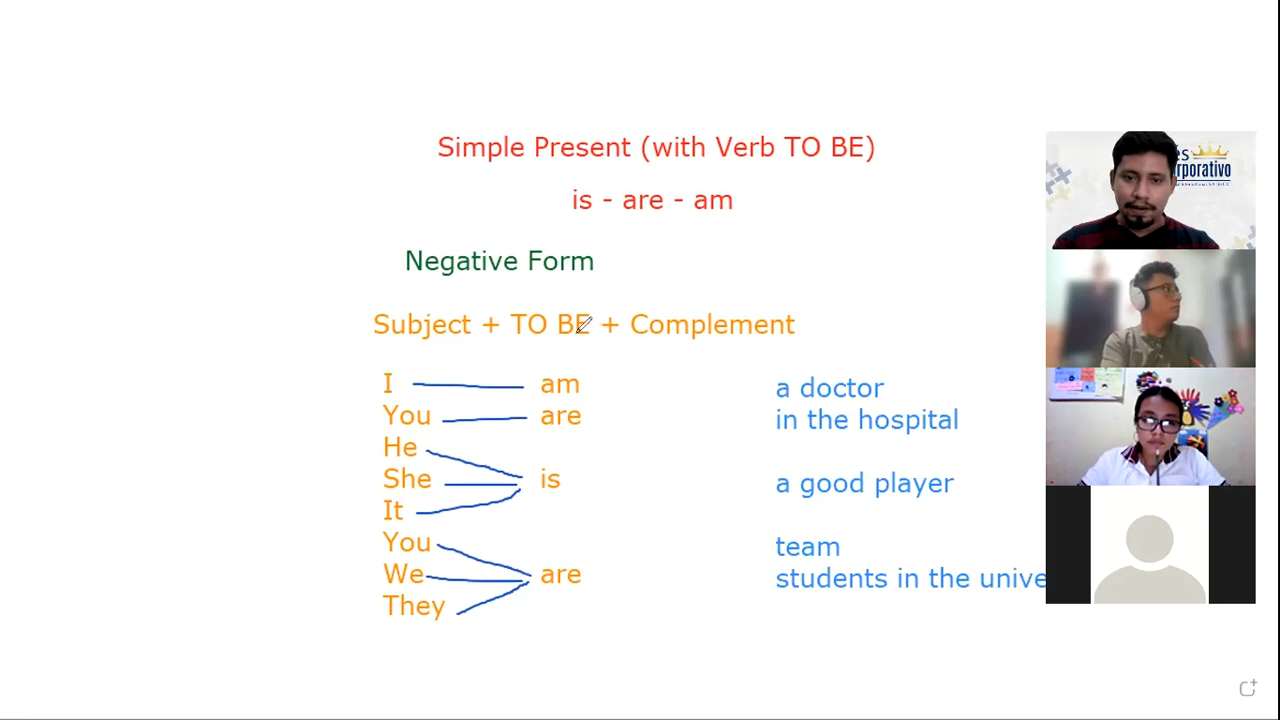 Simple Present (with Verb TO BE)
is - are - am
Negative Form
Subject + TO BE + Complement
I am a doctor
You are in the hospital
He
She is a good player
It
You team
We are students in the unive
They
rporativo